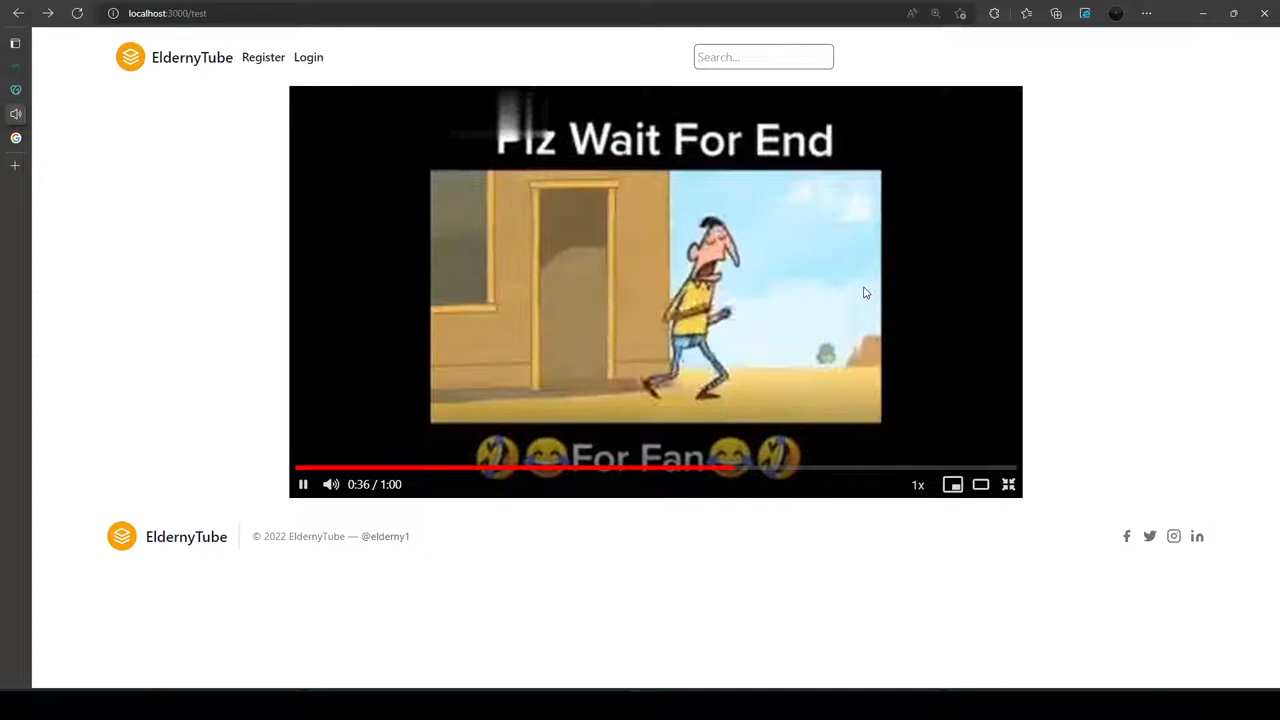 localhost:3000/test
EldernyTube Register Login Search...
Plz Wait For End
🤣😂For Fan😂🤣
0:36 / 1:00 1x
EldernyTube © 2022 EldernyTube — @elderny1